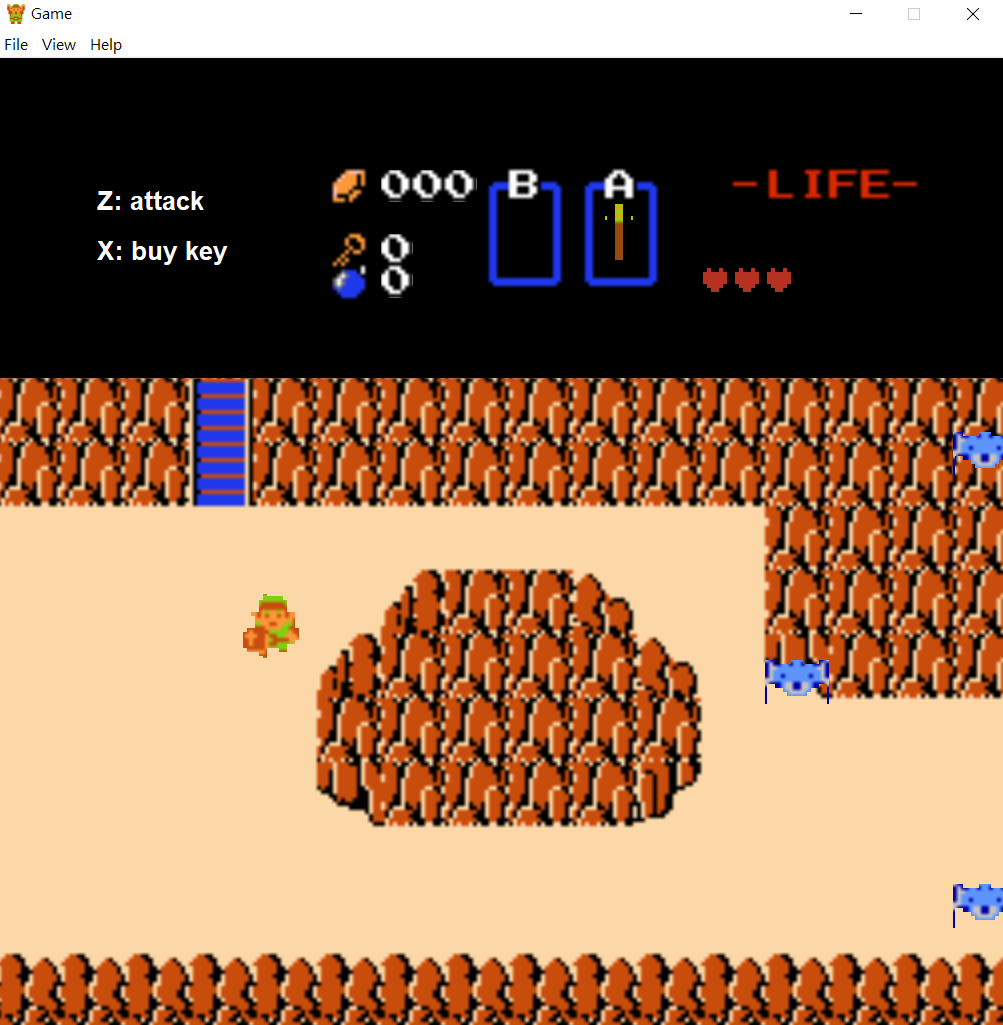 Game
File View Help
Z: attack
X: buy key
000
0
0
B
A
-LIFE-